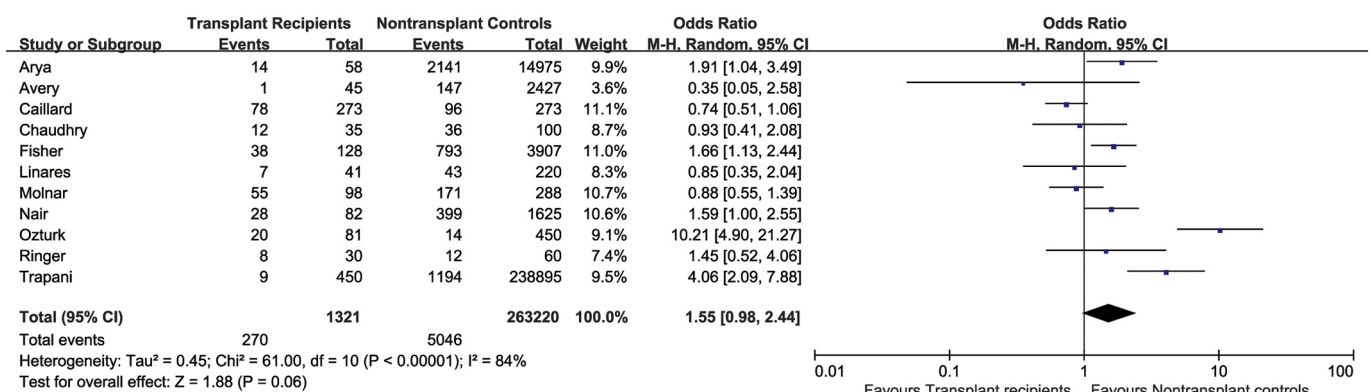 Transplant Recipients Nontransplant Controls Odds Ratio Odds Ratio
Study or Subgroup Events Total Events Total Weight M-H, Random, 95% CI M-H, Random, 95% CI
Arya 14 58 2141 14975 9.9% 1.91 [1.04, 3.49]
Avery 1 45 147 2427 3.6% 0.35 [0.05, 2.58]
Caillard 78 273 96 273 11.1% 0.74 [0.51, 1.06]
Chaudhry 12 35 36 100 8.7% 0.93 [0.41, 2.08]
Fisher 38 128 793 3907 11.0% 1.66 [1.13, 2.44]
Linares 7 41 43 220 8.3% 0.85 [0.35, 2.04]
Molnar 55 98 171 288 10.7% 0.88 [0.55, 1.39]
Nair 28 82 399 1625 10.6% 1.59 [1.00, 2.55]
Ozturk 20 81 14 450 9.1% 10.21 [4.90, 21.27]
Ringer 8 30 12 60 7.4% 1.45 [0.52, 4.06]
Trapani 9 450 1194 238895 9.5% 4.06 [2.09, 7.88]
Total (95% CI) 1321 263220 100.0% 1.55 [0.98, 2.44]
Total events 270 5046
Heterogeneity: Tau² = 0.45; Chi² = 61.00, df = 10 (P < 0.00001); I² = 84%
Test for overall effect: Z = 1.88 (P = 0.06)
0.01 0.1 1 10 100
Favours Transplant recipients Favours Nontransplant controls